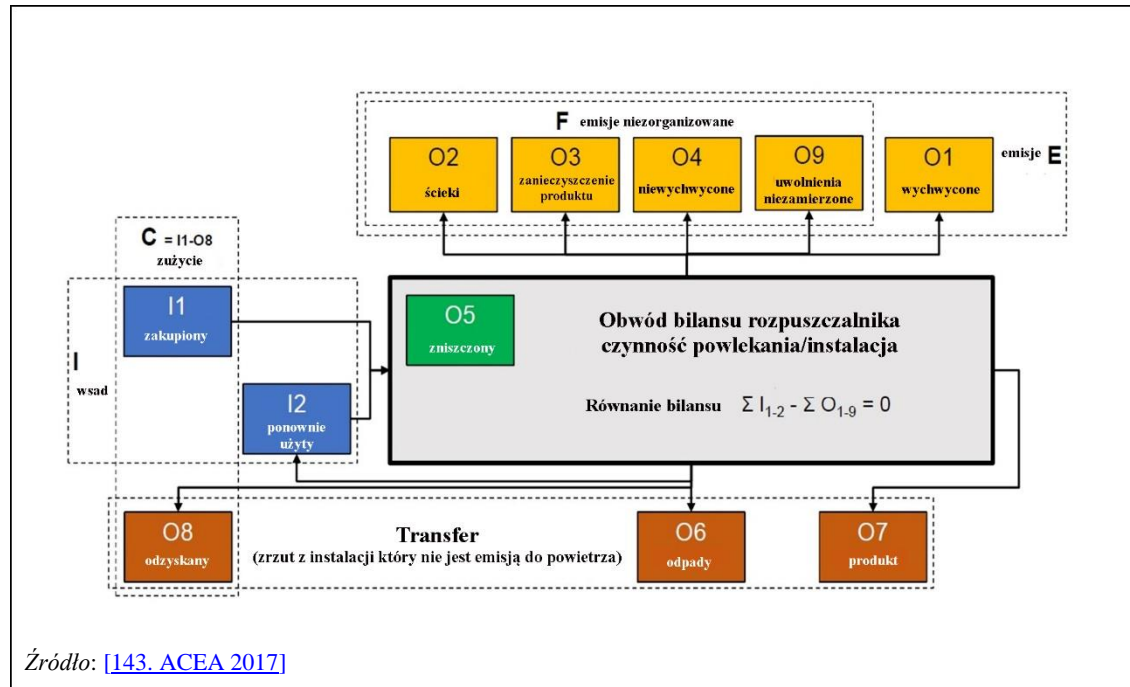 F emisje niezorganizowane
O2
ścieki
O3
zanieczyszczenie
produktu
O4
niewychwycone
O9
uwolnienia
niezamierzone
O1
wychwycone
emisje E
C = I1-O8
zużycie
I
wsad
I1
zakupiony
I2
ponownie
użyty
O5
zniszczony
Obwód bilansu rozpuszczalnika
czynność powlekania/instalacja
Równanie bilansu Σ I1-2 - Σ O1-9 = 0
O8
odzyskany
Transfer
(zrzut z instalacji który nie jest emisją do powietrza)
O6
odpady
O7
produkt
Źródło: [143. ACEA 2017]